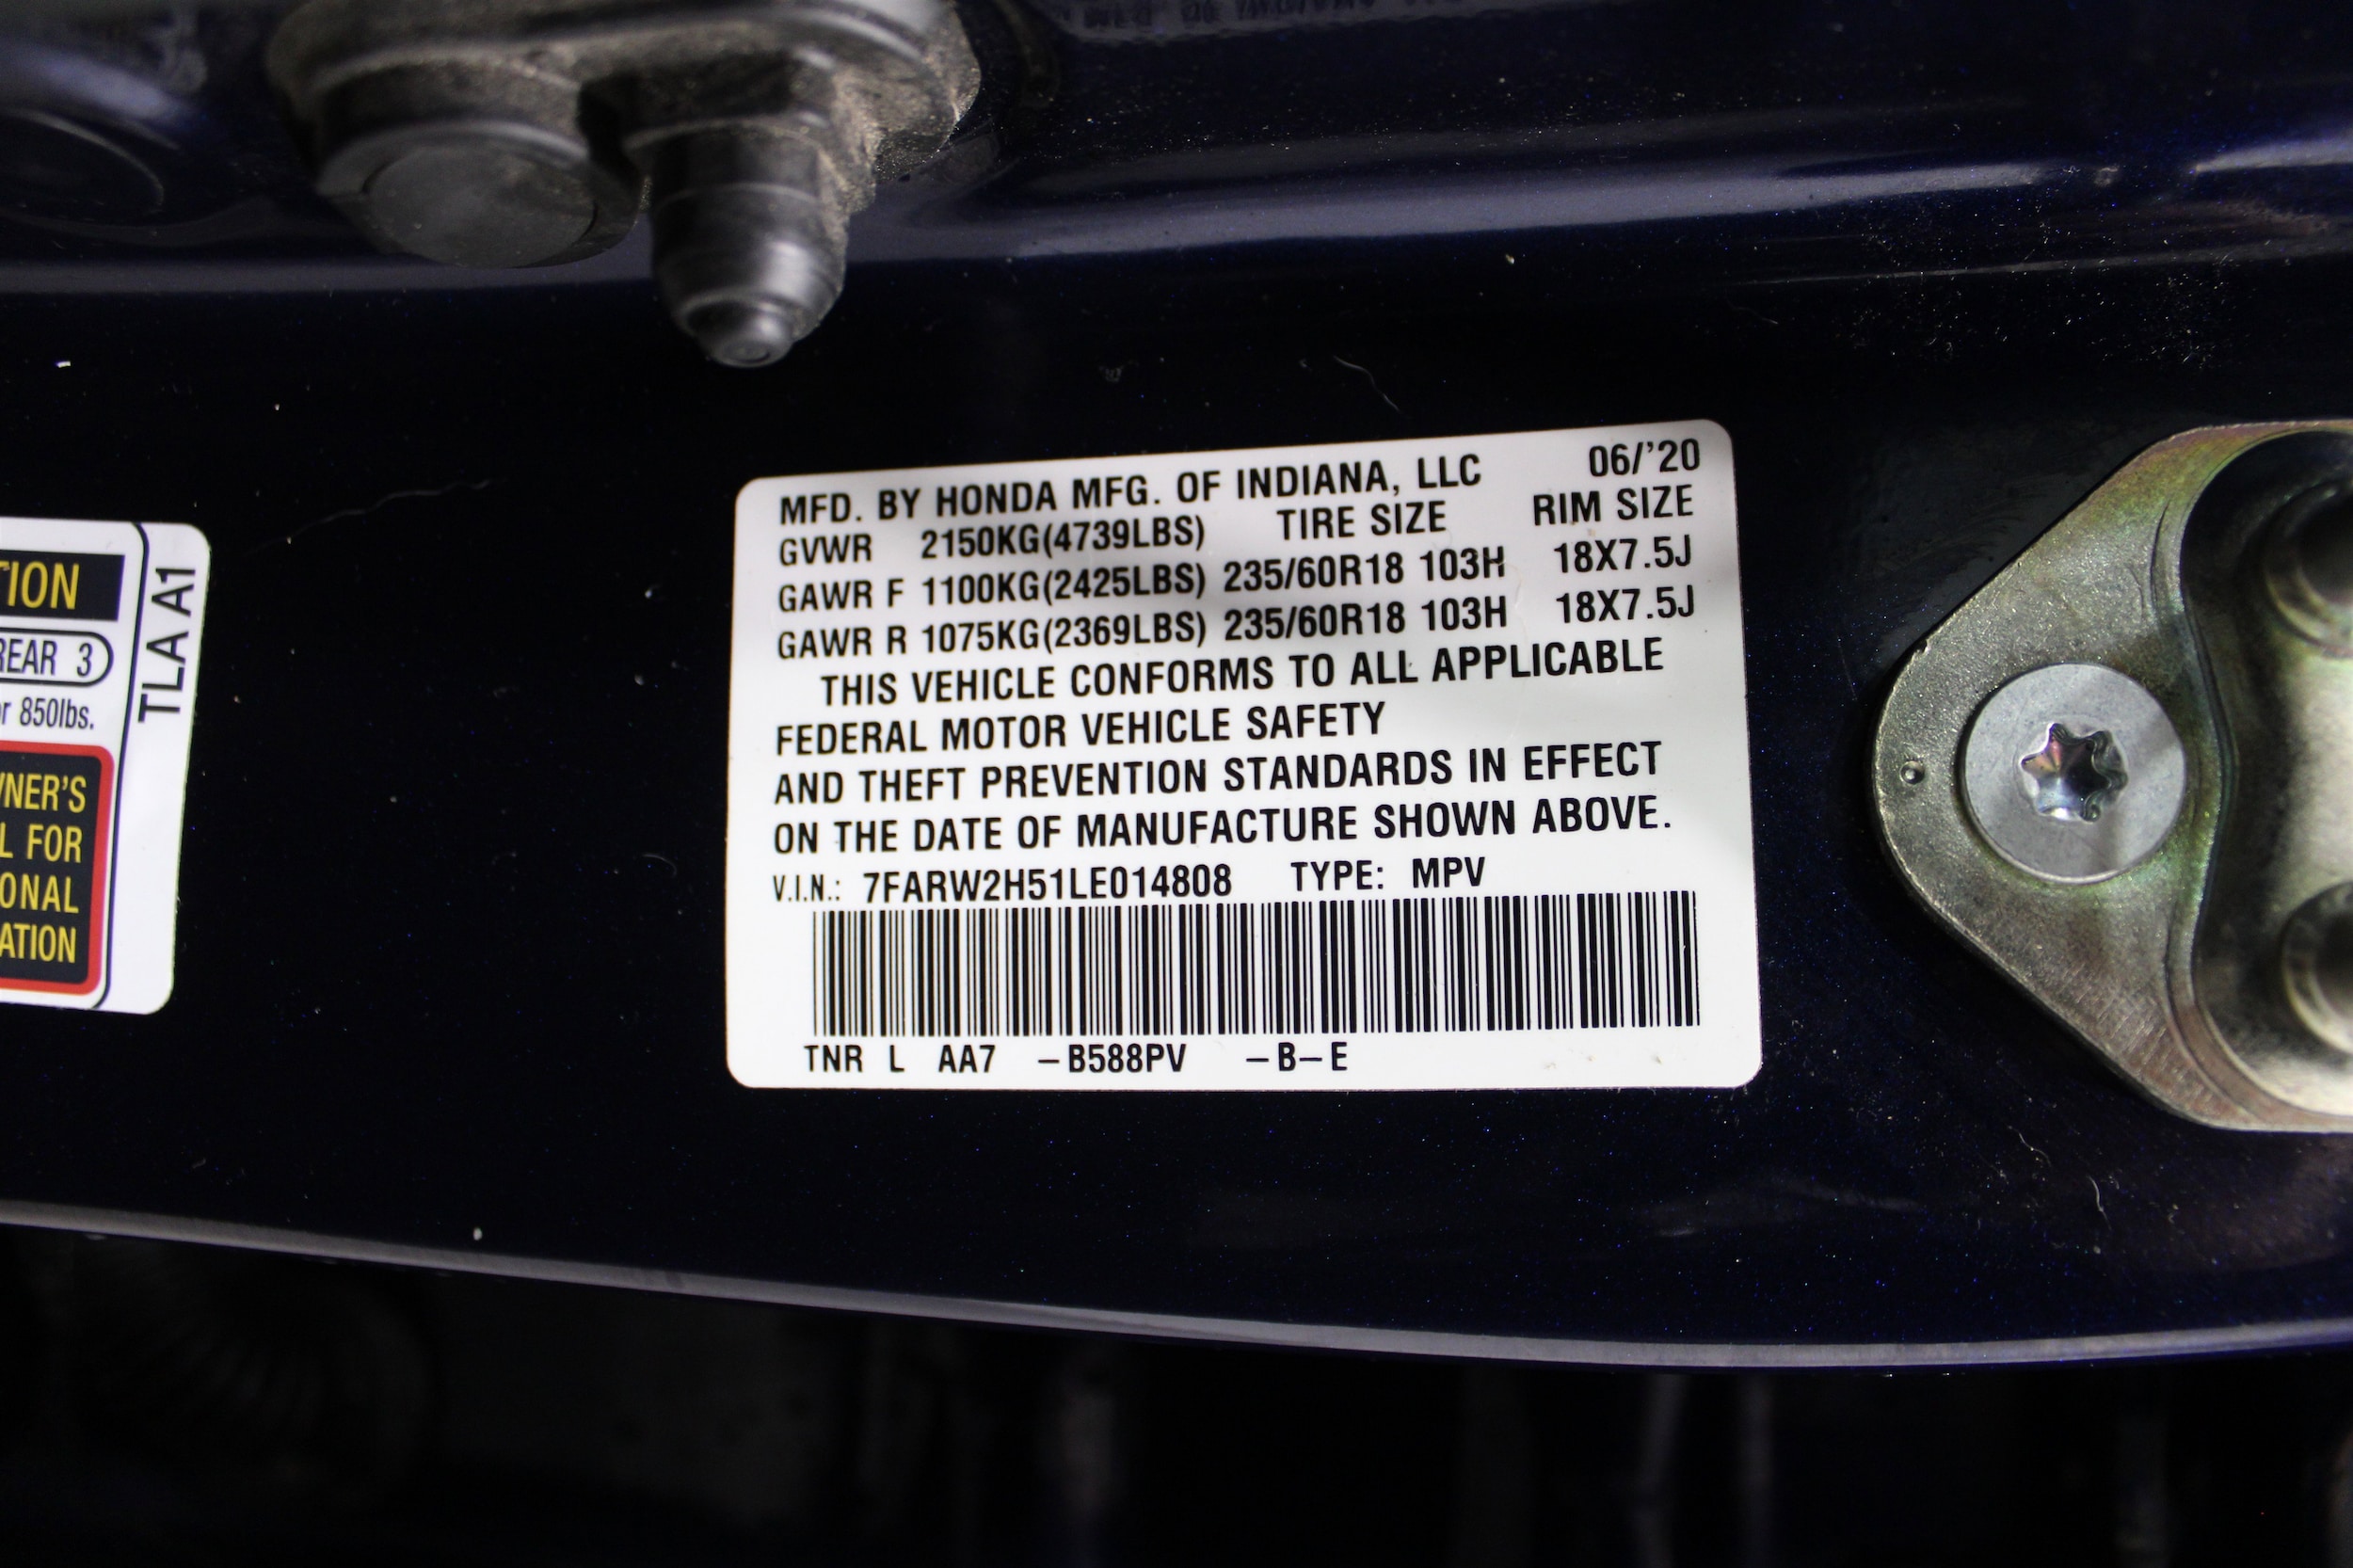 TION
REAR 3
or 850lbs.
FOR
TLA A1
MFD. BY HONDA MFG. OF INDIANA, LLC 06/'20
GVWR 2150KG(4739LBS) TIRE SIZE RIM SIZE
GAWR F 1100KG(2425LBS) 235/60R18 103H 18X7.5J
GAWR R 1075KG(2369LBS) 235/60R18 103H 18X7.5J
THIS VEHICLE CONFORMS TO ALL APPLICABLE
FEDERAL MOTOR VEHICLE SAFETY
AND THEFT PREVENTION STANDARDS IN EFFECT
ON THE DATE OF MANUFACTURE SHOWN ABOVE.
V.I.N.: 7FARW2H51LE014808 TYPE: MPV
TNR L AA7 -B588PV -B-E